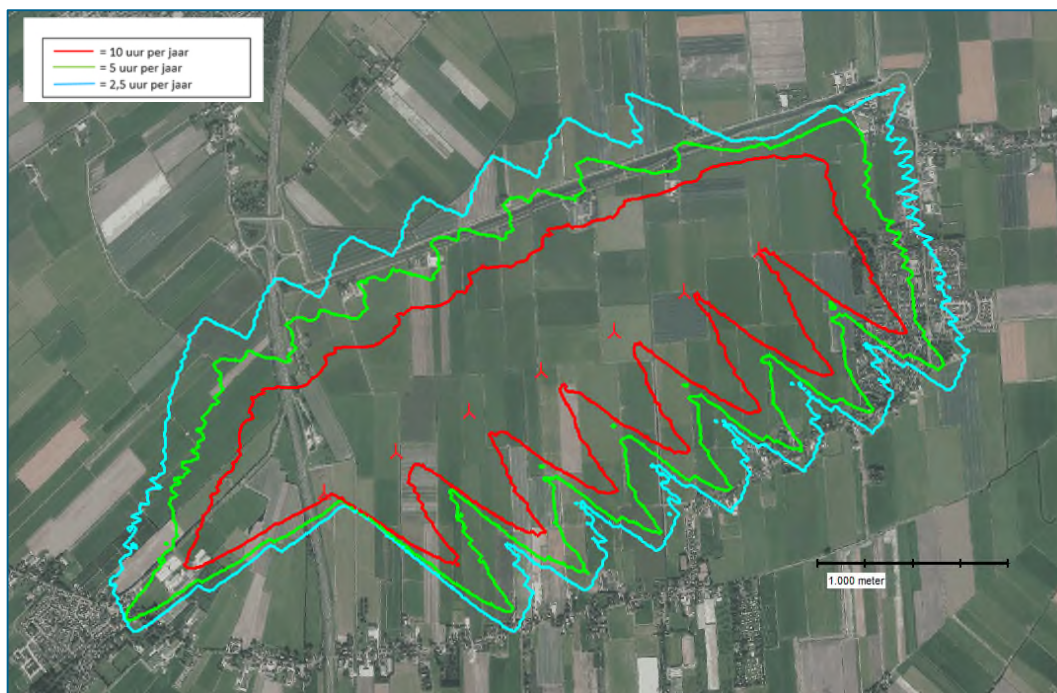 = 10 uur per jaar
= 5 uur per jaar
= 2,5 uur per jaar
1.000 meter